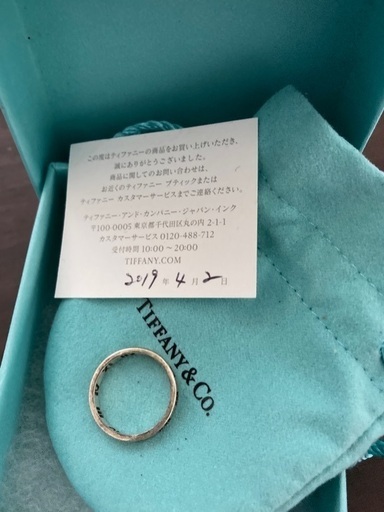 この度はティファニーの商品をお買い上げいただき、
誠にありがとうございました。
商品に関してのお問い合わせは、
お近くのティファニー ブティックまたは
ティファニー カスタマーサービスまでご連絡ください。
ティファニー・アンド・カンパニー・ジャパン・インク
〒100-0005 東京都千代田区丸の内 2-1-1
カスタマーサービス 0120-488-712
受付時間 10:00〜20:00
TIFFANY.COM
2019年 4月 2日
TIFFANY & CO.